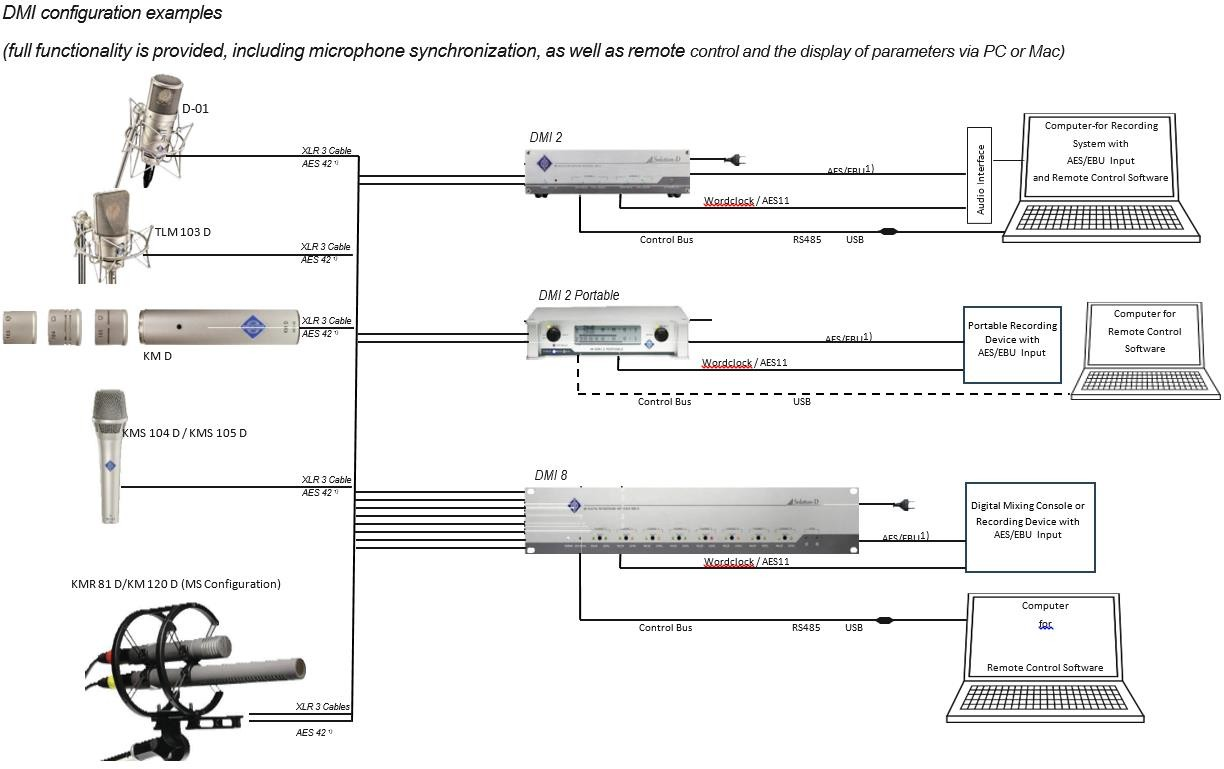 DMI configuration examples
(full functionality is provided, including microphone synchronization, as well as remote control and the display of parameters via PC or Mac)
D-01
XLR 3 Cable
AES 42 1)
TLM 103 D
XLR 3 Cable
AES 42 1)
XLR 3 Cable
AES 42 1)
KM D
KMS 104 D / KMS 105 D
XLR 3 Cable
AES 42 1)
KMR 81 D/KM 120 D (MS Configuration)
XLR 3 Cables
AES 42 1)
DMI 2
Solution-D
AES/EBU1)
Wordclock / AES11
Control Bus
RS485
USB
Audio Interface
Computer-for Recording
System with
AES/EBU Input
and Remote Control Software
DMI 2 Portable
AES/EBU1)
Wordclock / AES11
Control Bus
USB
Portable Recording
Device with
AES/EBU Input
Computer for
Remote Control
Software
DMI 8
Solution-D
AES/EBU1)
Wordclock / AES11
Control Bus
RS485
USB
Digital Mixing Console or
Recording Device with
AES/EBU Input
Computer
for
Remote Control Software